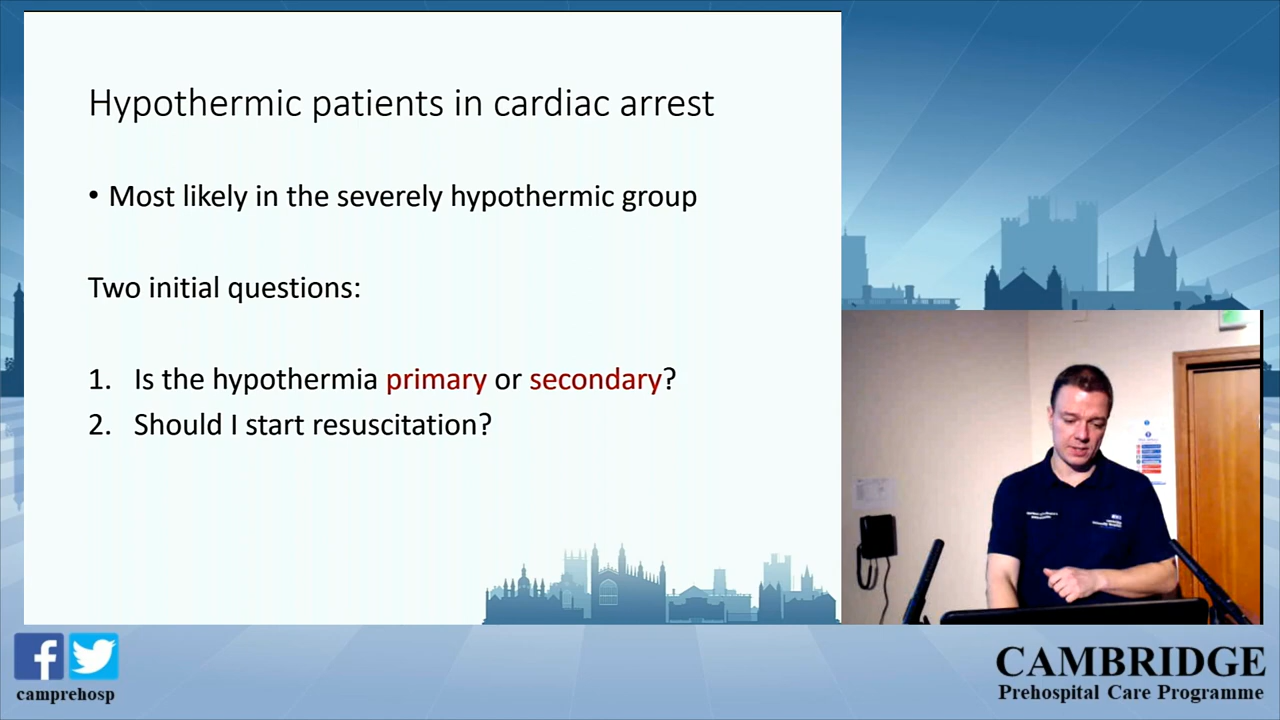 Hypothermic patients in cardiac arrest
• Most likely in the severely hypothermic group
Two initial questions:
1. Is the hypothermia primary or secondary?
2. Should I start resuscitation?
camprehosp
CAMBRIDGE
Prehospital Care Programme